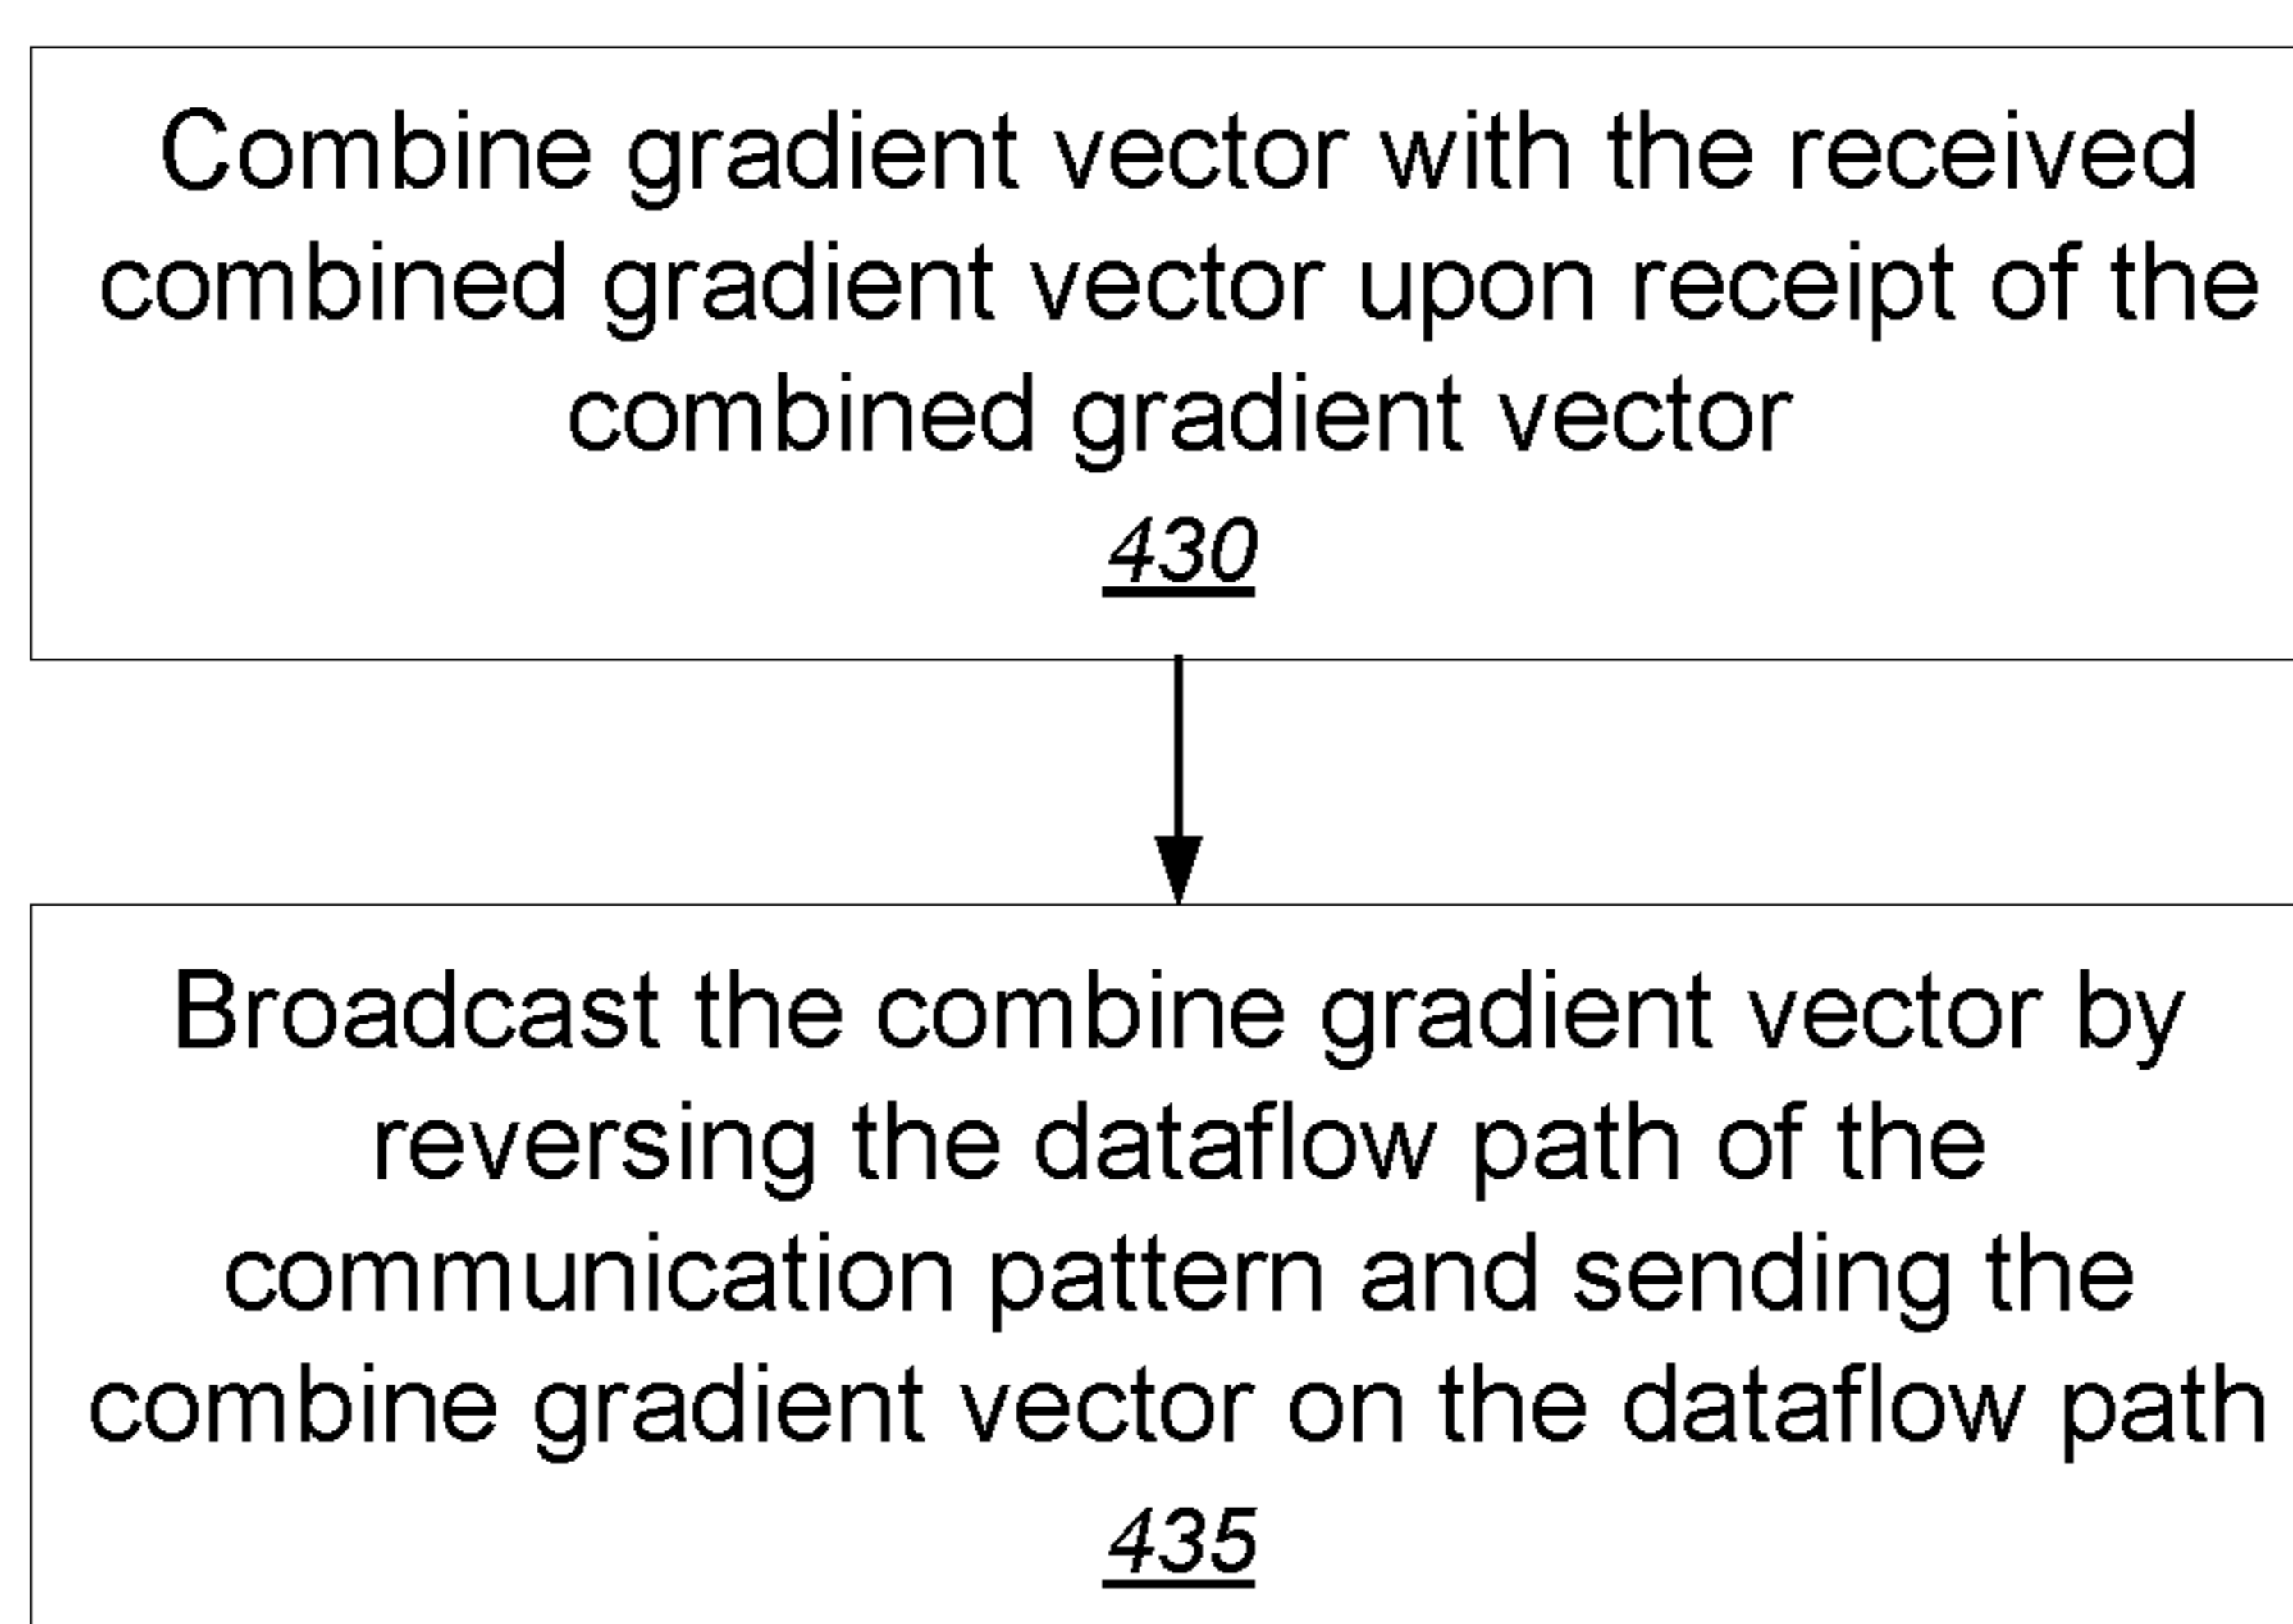 Combine gradient vector with the received
combined gradient vector upon receipt of the
combined gradient vector
430
Broadcast the combine gradient vector by
reversing the dataflow path of the
communication pattern and sending the
combine gradient vector on the dataflow path
435